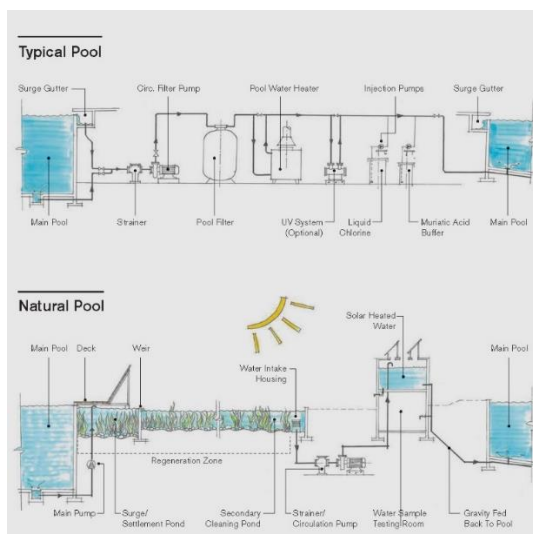 Typical Pool
Surge Gutter
Circ. Filter Pump
Pool Water Heater
Injection Pumps
Surge Gutter
Main Pool
Strainer
Pool Filter
UV System
(Optional)
Liquid
Chlorine
Muriatic Acid
Buffer
Main Pool
Natural Pool
Solar Heated
Water
Main Pool
Deck
Weir
Water Intake
Housing
Main Pool
Regeneration Zone
Main Pump
Surge/
Settlement Pond
Secondary
Cleaning Pond
Strainer/
Circulation Pump
Water Sample
Testing Room
Gravity Fed
Back To Pool